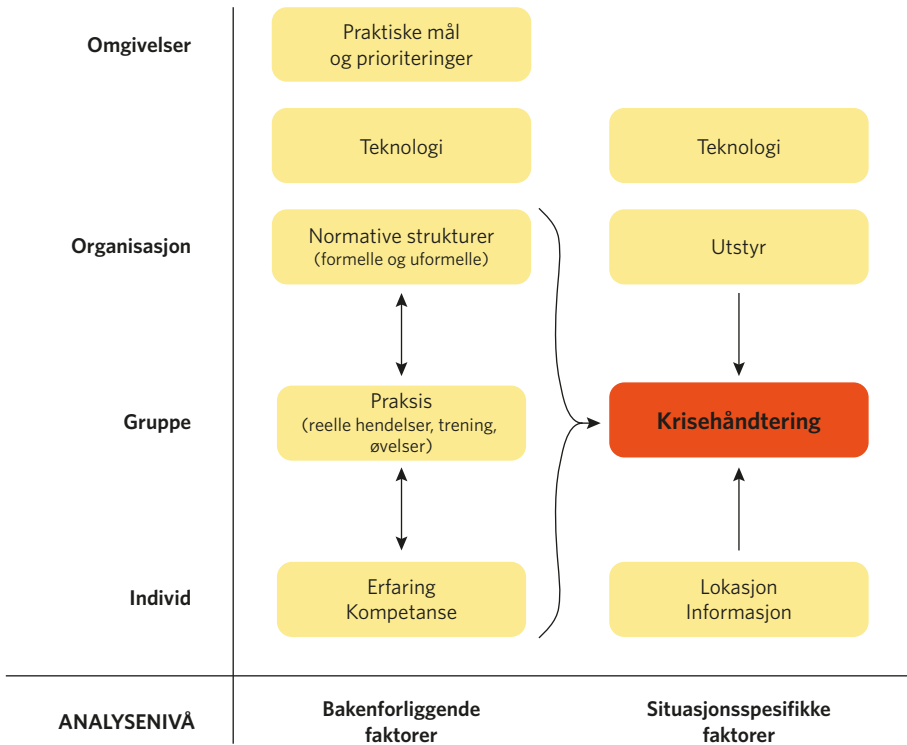 Omgivelser
Praktiske mål
og prioriteringer
Teknologi
Teknologi
Organisasjon
Normative strukturer
(formelle og uformelle)
Utstyr
Gruppe
Praksis
(reelle hendelser, trening,
øvelser)
Krisehåndtering
Individ
Erfaring
Kompetanse
Lokasjon
Informasjon
ANALYSENIVÅ
Bakenforliggende
faktorer
Situasjonsspesifikke
faktorer